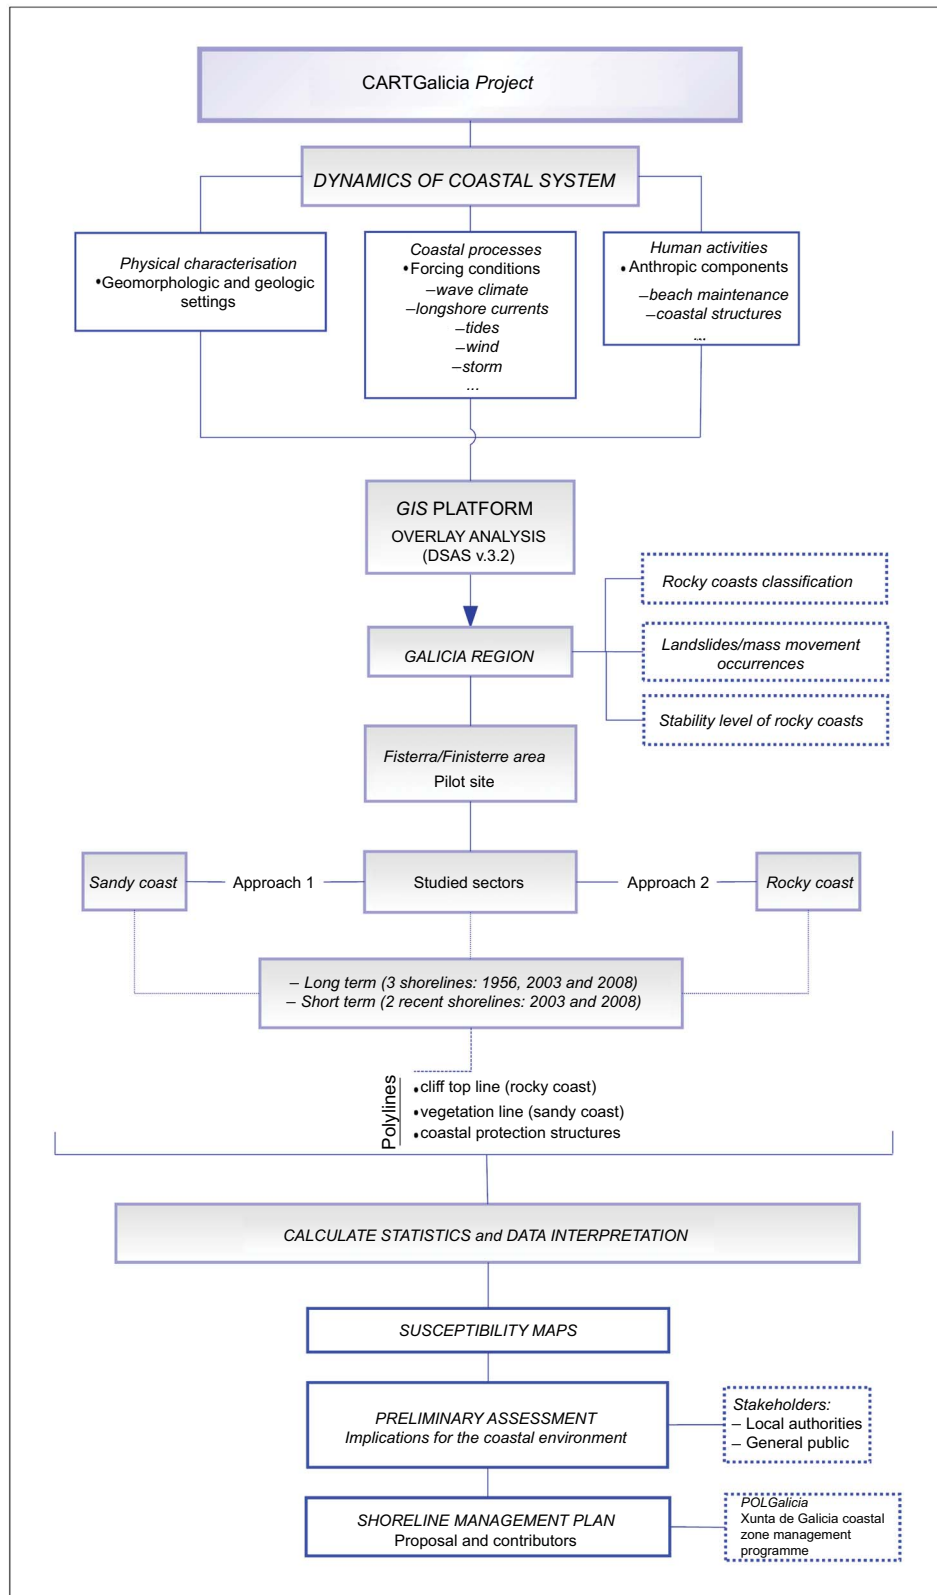 CARTGalicia Project
DYNAMICS OF COASTAL SYSTEM
Physical characterisation
•Geomorphologic and geologic
settings
Coastal processes
•Forcing conditions
–wave climate
–longshore currents
–tides
–wind
–storm
...
Human activities
• Anthropic components
–beach maintenance
–coastal structures
...
GIS PLATFORM
OVERLAY ANALYSIS
(DSAS v.3.2)
GALICIA REGION
Rocky coasts classification
Landslides/mass movement
occurrences
Stability level of rocky coasts
Fisterra/Finisterre area
Pilot site
Sandy coast
Approach 1
Studied sectors
Approach 2
Rocky coast
– Long term (3 shorelines: 1956, 2003 and 2008)
– Short term (2 recent shorelines: 2003 and 2008)
Polylines
•cliff top line (rocky coast)
•vegetation line (sandy coast)
•coastal protection structures
CALCULATE STATISTICS and DATA INTERPRETATION
SUSCEPTIBILITY MAPS
PRELIMINARY ASSESSMENT
Implications for the coastal environment
Stakeholders:
– Local authorities
– General public
SHORELINE MANAGEMENT PLAN
Proposal and contributors
POLGalicia
Xunta de Galicia coastal
zone management
programme